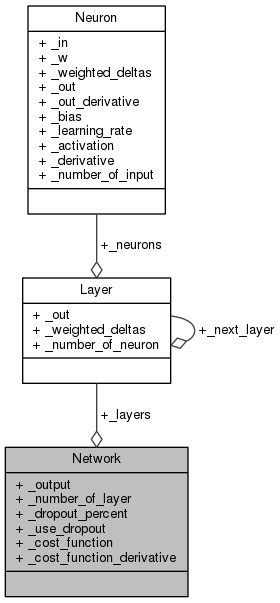 Neuron
+ _in
+ _w
+ _weighted_deltas
+ _out
+ _out_derivative
+ _bias
+ _learning_rate
+ _activation
+ _derivative
+ _number_of_input
+_neurons
Layer
+ _out
+ _weighted_deltas
+ _number_of_neuron
+_next_layer
+_layers
Network
+ _output
+ _number_of_layer
+ _dropout_percent
+ _use_dropout
+ _cost_function
+ _cost_function_derivative